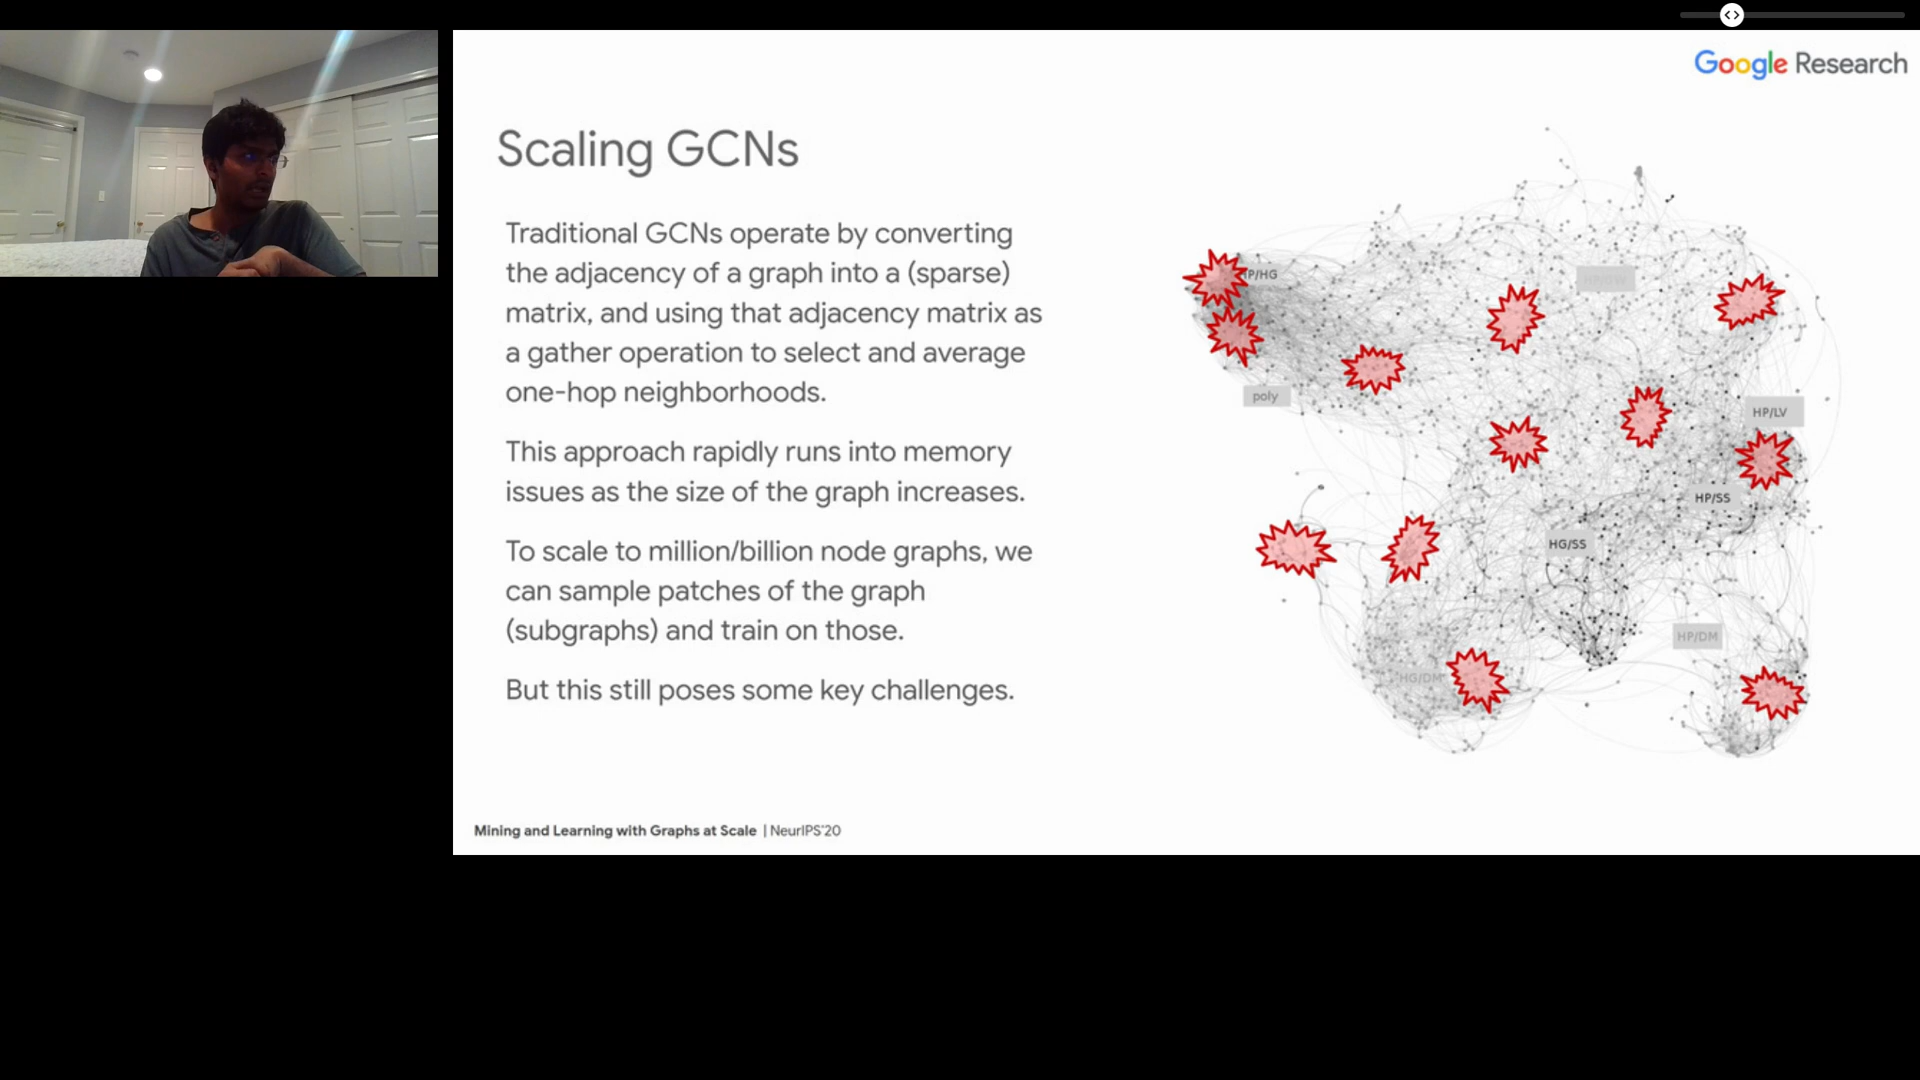 Google Research
Scaling GCNs
Traditional GCNs operate by converting
the adjacency of a graph into a (sparse)
matrix, and using that adjacency matrix as
a gather operation to select and average
one-hop neighborhoods.
This approach rapidly runs into memory
issues as the size of the graph increases.
To scale to million/billion node graphs, we
can sample patches of the graph
(subgraphs) and train on those.
But this still poses some key challenges.
P/HG
poly
HP/LV
HP/SS
HG/SS
HP/DM
HG/DM
Mining and Learning with Graphs at Scale | NeurIPS'20